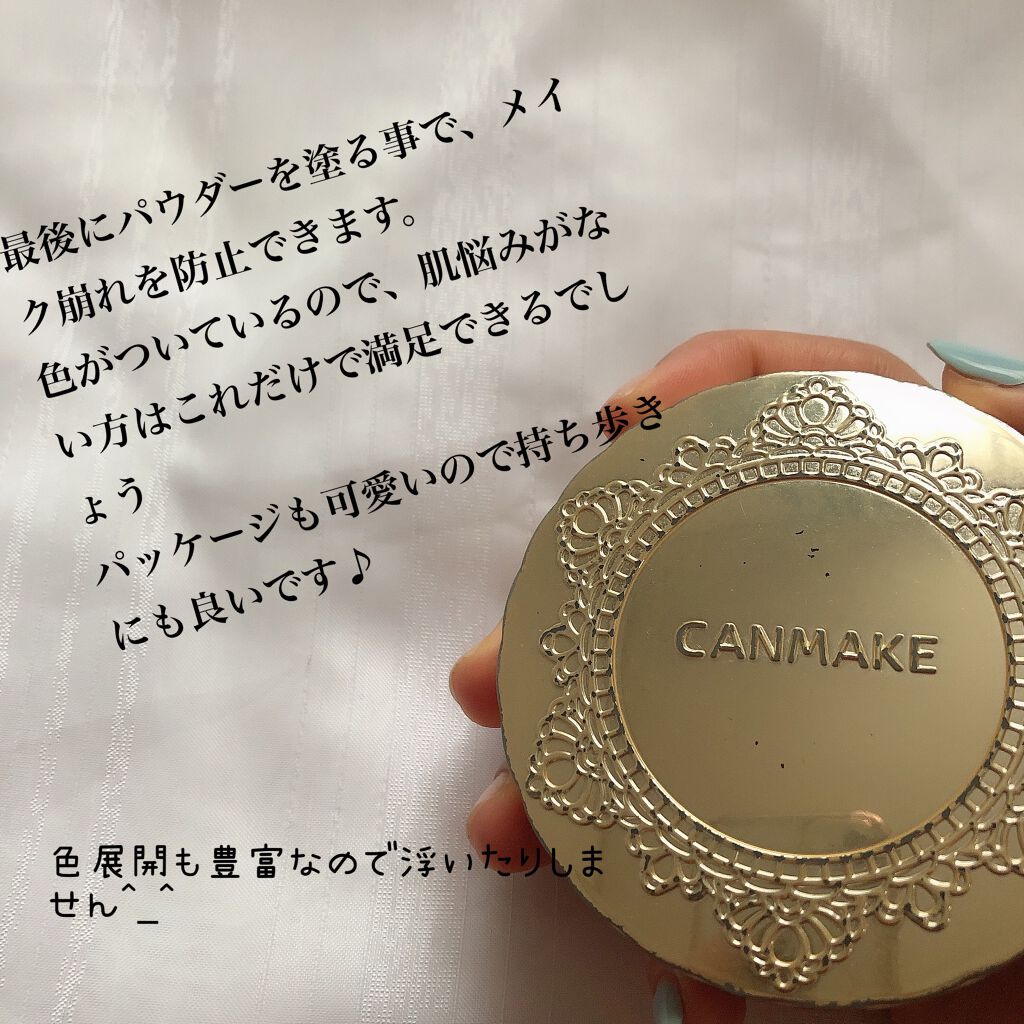 最後にパウダーを塗る事で、メイ
ク崩れを防止できます。
色がついているので、肌悩みがな
い方はこれだけで満足できるでし
ょう
パッケージも可愛いので持ち歩き
にも良いです♪
CANMAKE
色展開も豊富なので浮いたりしま
せん^_^